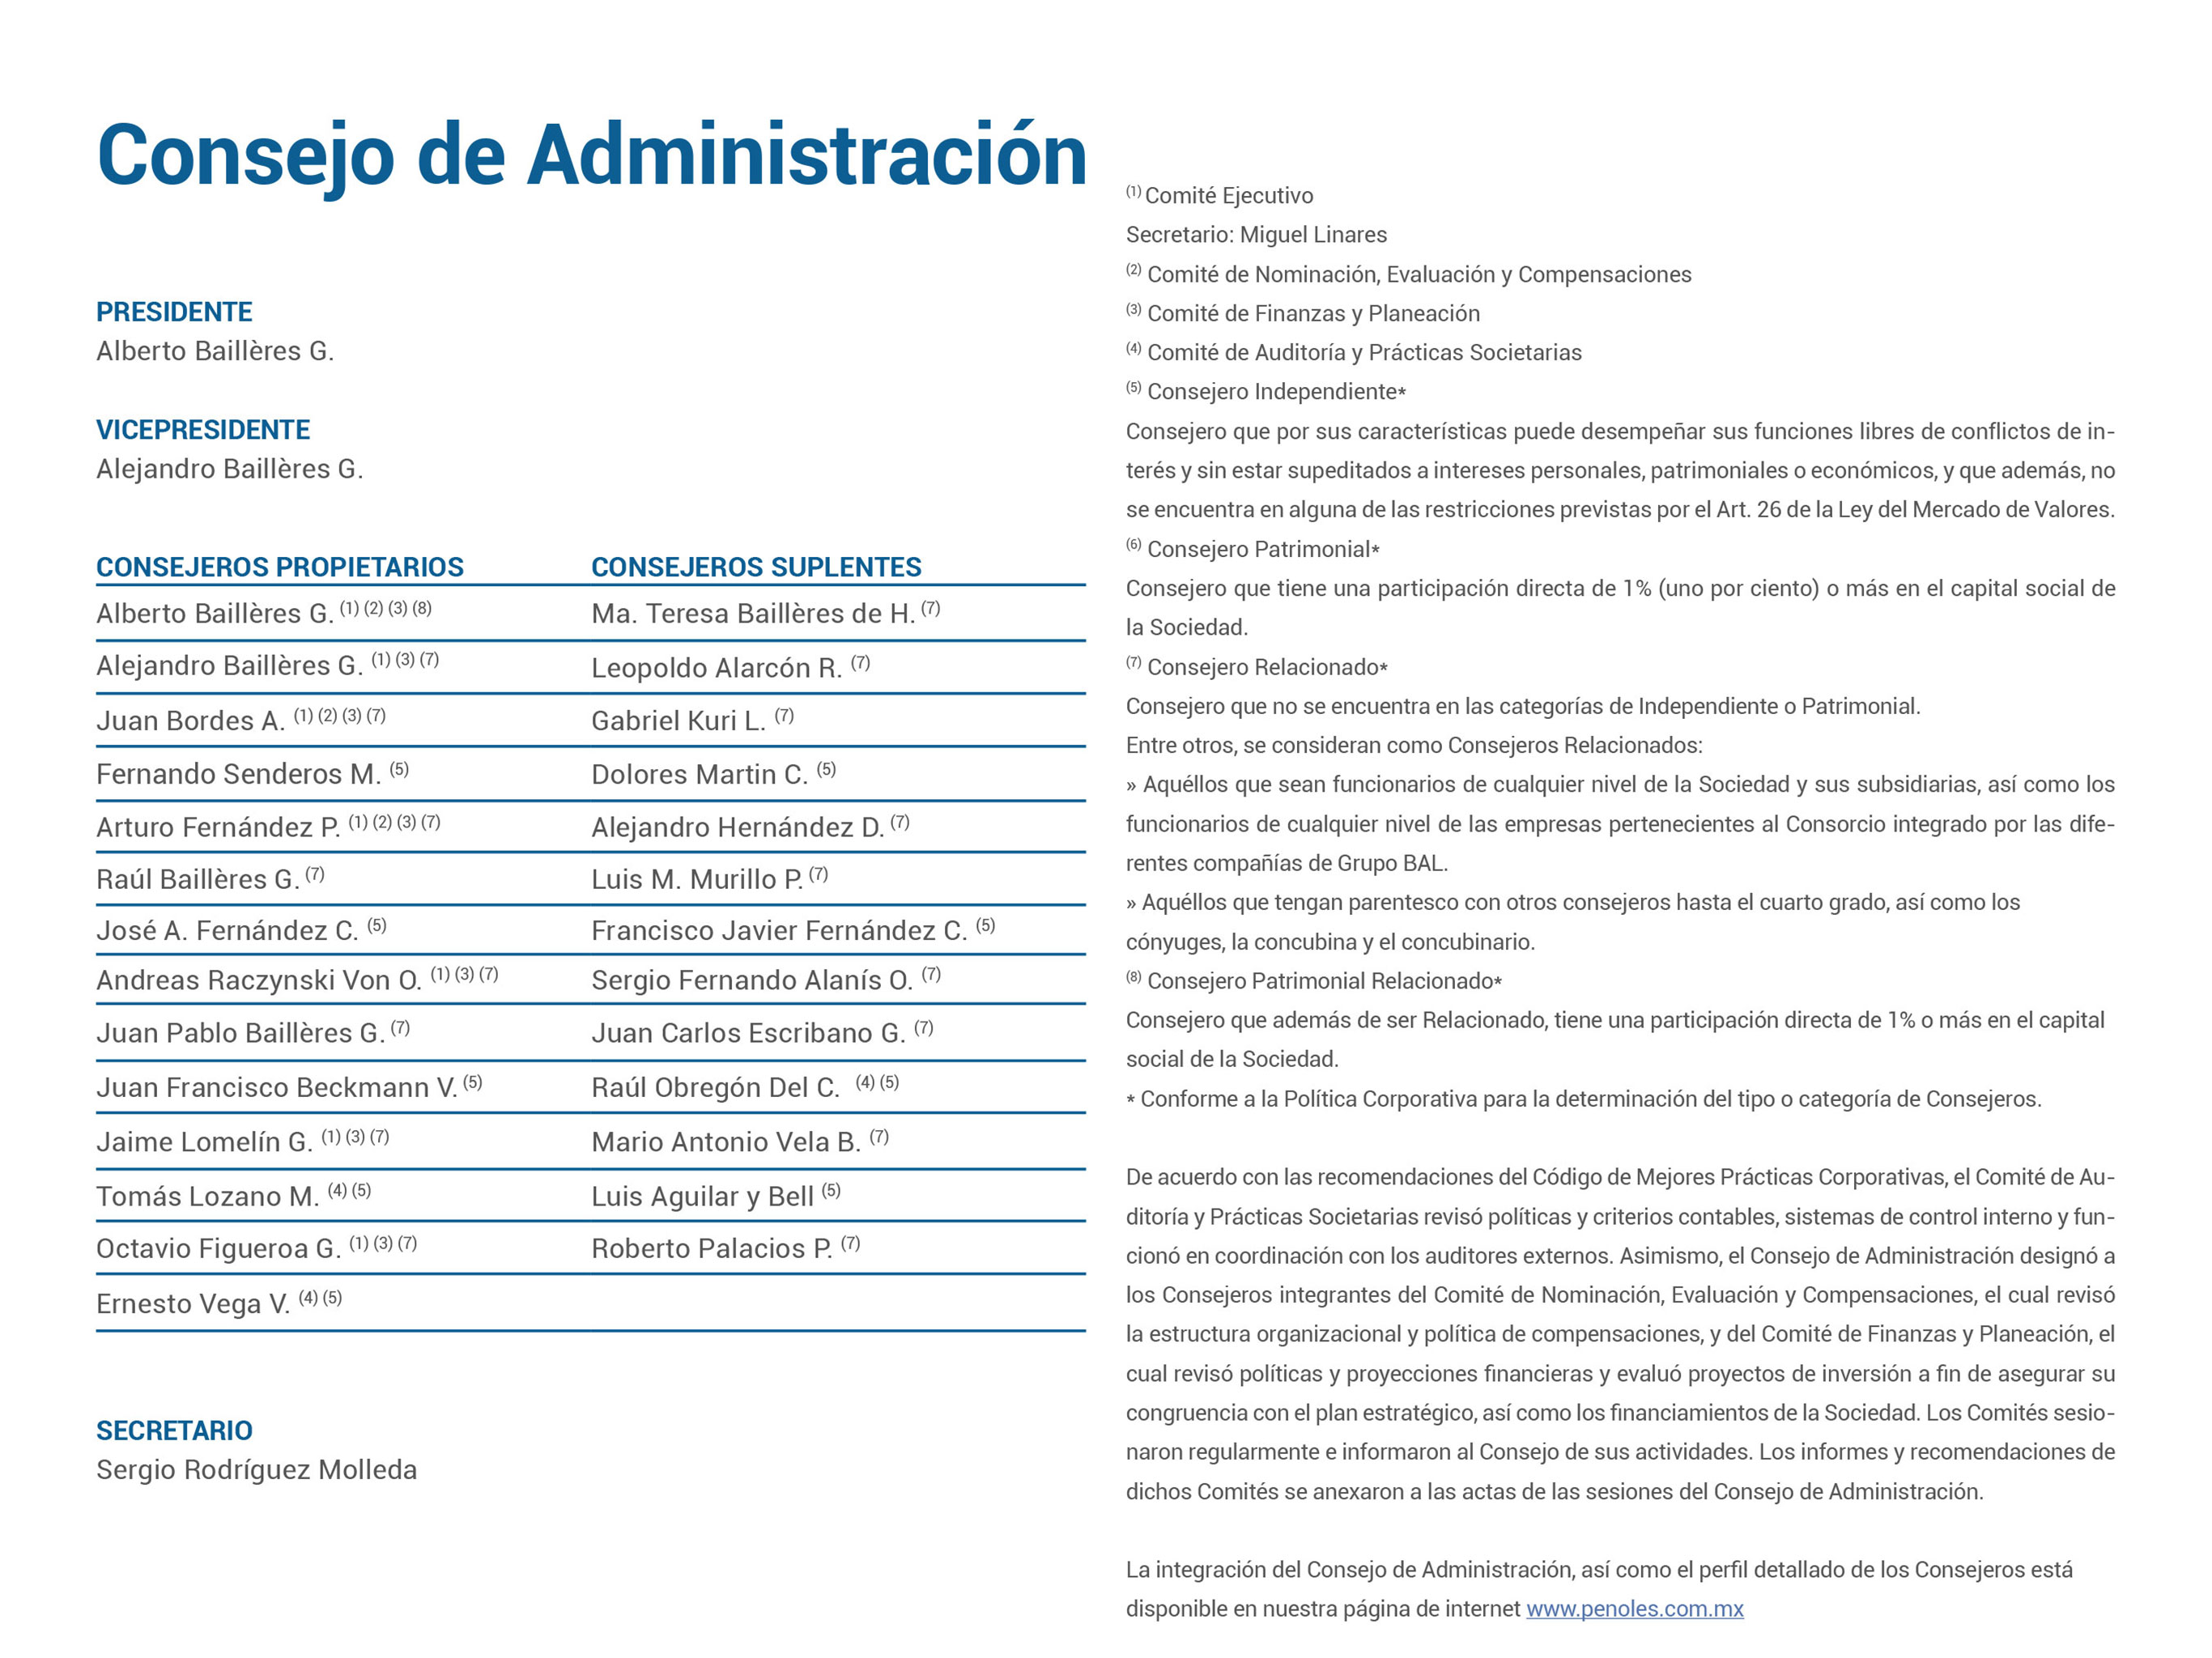 Consejo de Administración
PRESIDENTE
Alberto Baillères G.
VICEPRESIDENTE
Alejandro Baillères G.
CONSEJEROS PROPIETARIOS CONSEJEROS SUPLENTES
Alberto Baillères G. (1) (2) (3) (8) Ma. Teresa Baillères de H. (7)
Alejandro Baillères G. (1) (3) (7) Leopoldo Alarcón R. (7)
Juan Bordes A. (1) (2) (3) (7) Gabriel Kuri L. (7)
Fernando Senderos M. (5) Dolores Martin C. (5)
Arturo Fernández P. (1) (2) (3) (7) Alejandro Hernández D. (7)
Raúl Baillères G. (7) Luis M. Murillo P. (7)
José A. Fernández C. (5) Francisco Javier Fernández C. (5)
Andreas Raczynski Von O. (1) (3) (7) Sergio Fernando Alanís O. (7)
Juan Pablo Baillères G. (7) Juan Carlos Escribano G. (7)
Juan Francisco Beckmann V. (5) Raúl Obregón Del C. (4) (5)
Jaime Lomelín G. (1) (3) (7) Mario Antonio Vela B. (7)
Tomás Lozano M. (4) (5) Luis Aguilar y Bell (5)
Octavio Figueroa G. (1) (3) (7) Roberto Palacios P. (7)
Ernesto Vega V. (4) (5)
SECRETARIO
Sergio Rodríguez Molleda
(1) Comité Ejecutivo
Secretario: Miguel Linares
(2) Comité de Nominación, Evaluación y Compensaciones
(3) Comité de Finanzas y Planeación
(4) Comité de Auditoría y Prácticas Societarias
(5) Consejero Independiente*
Consejero que por sus características puede desempeñar sus funciones libres de conflictos de in-
terés y sin estar supeditados a intereses personales, patrimoniales o económicos, y que además, no
se encuentra en alguna de las restricciones previstas por el Art. 26 de la Ley del Mercado de Valores.
(6) Consejero Patrimonial*
Consejero que tiene una participación directa de 1% (uno por ciento) o más en el capital social de
la Sociedad.
(7) Consejero Relacionado*
Consejero que no se encuentra en las categorías de Independiente o Patrimonial.
Entre otros, se consideran como Consejeros Relacionados:
» Aquéllos que sean funcionarios de cualquier nivel de la Sociedad y sus subsidiarias, así como los
funcionarios de cualquier nivel de las empresas pertenecientes al Consorcio integrado por las dife-
rentes compañías de Grupo BAL.
» Aquéllos que tengan parentesco con otros consejeros hasta el cuarto grado, así como los
cónyuges, la concubina y el concubinario.
(8) Consejero Patrimonial Relacionado*
Consejero que además de ser Relacionado, tiene una participación directa de 1% o más en el capital
social de la Sociedad.
* Conforme a la Política Corporativa para la determinación del tipo o categoría de Consejeros.
De acuerdo con las recomendaciones del Código de Mejores Prácticas Corporativas, el Comité de Au-
ditoría y Prácticas Societarias revisó políticas y criterios contables, sistemas de control interno y fun-
cionó en coordinación con los auditores externos. Asimismo, el Consejo de Administración designó a
los Consejeros integrantes del Comité de Nominación, Evaluación y Compensaciones, el cual revisó
la estructura organizacional y política de compensaciones, y del Comité de Finanzas y Planeación, el
cual revisó políticas y proyecciones financieras y evaluó proyectos de inversión a fin de asegurar su
congruencia con el plan estratégico, así como los financiamientos de la Sociedad. Los Comités sesio-
naron regularmente e informaron al Consejo de sus actividades. Los informes y recomendaciones de
dichos Comités se anexaron a las actas de las sesiones del Consejo de Administración.
La integración del Consejo de Administración, así como el perfil detallado de los Consejeros está
disponible en nuestra página de internet www.penoles.com.mx